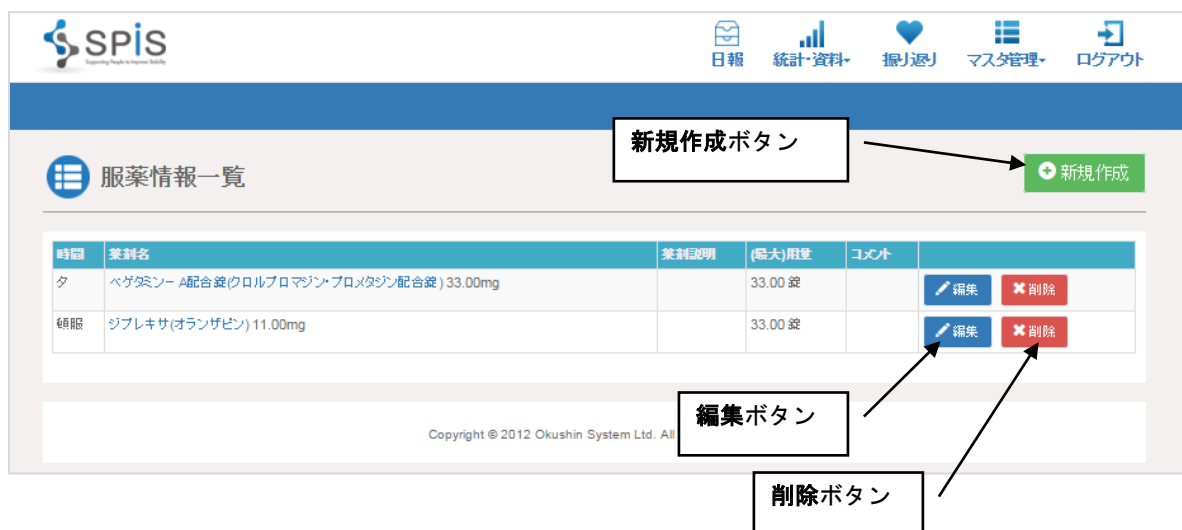 SPiS
Supporting People to Improve Stability
日報 統計・資料 振り返り マスタ管理 ログアウト
新規作成ボタン
服薬情報一覧
新規作成
時間 薬剤名 薬剤説明 (最大)用量 コメント
夕 ベゲタミンー A配合錠(クロルプロマジン・プロメタジン配合錠) 33.00mg 33.00 錠 編集 削除
頓服 ジプレキサ(オランザピン) 11.00mg 33.00 錠 編集 削除
編集ボタン
Copyright © 2012 Okushin System Ltd. All
削除ボタン